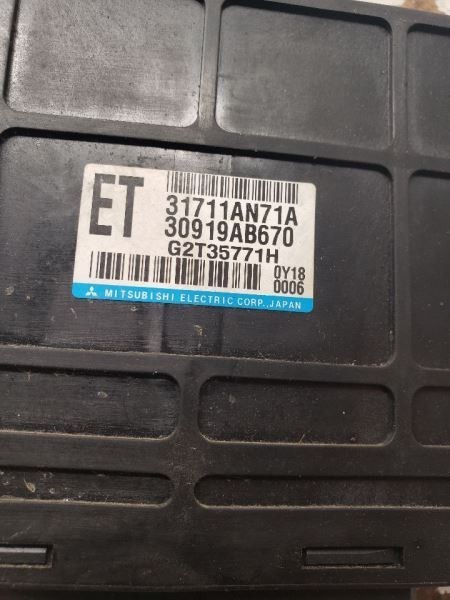 ET
31711AN71A
30919AB670
G2T35771H
0Y18
0006
MITSUBISHI ELECTRIC CORP., JAPAN